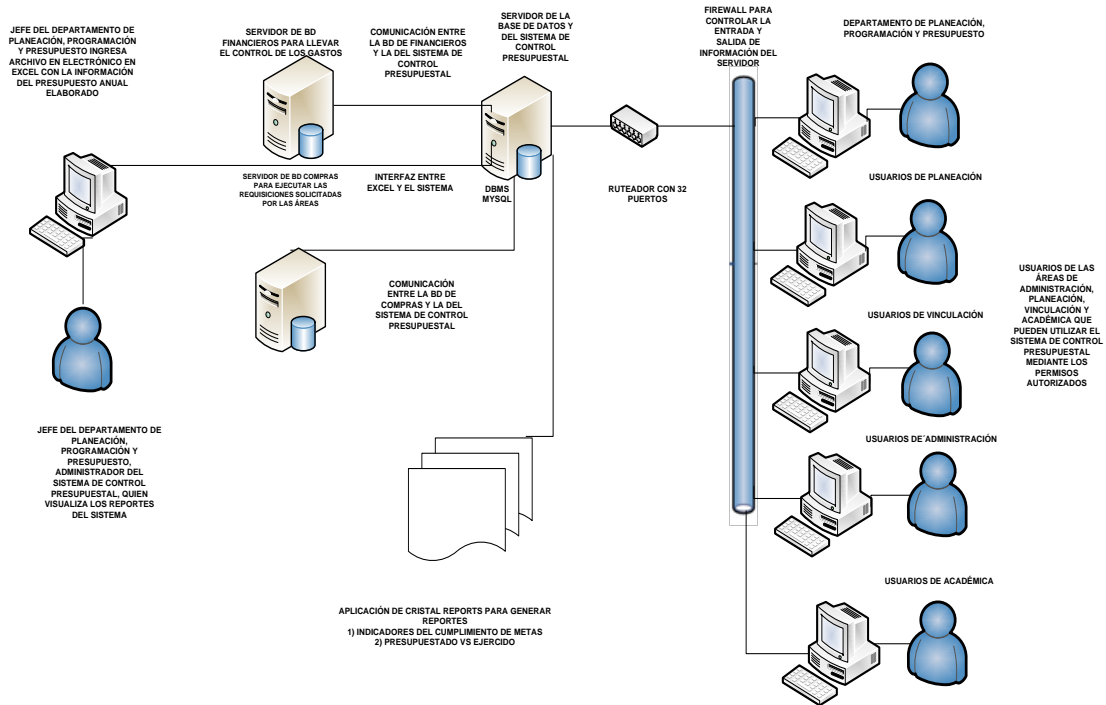 JEFE DEL DEPARTAMENTO DE
PLANEACIÓN, PROGRAMACIÓN
Y PRESUPUESTO INGRESA
ARCHIVO EN ELECTRÓNICO EN
EXCEL CON LA INFORMACIÓN
DEL PRESUPUESTO ANUAL
ELABORADO
SERVIDOR DE BD
FINANCIEROS PARA LLEVAR
EL CONTROL DE LOS GASTOS
COMUNICACIÓN ENTRE
LA BD DE FINANCIEROS
Y LA DEL SISTEMA DE
CONTROL
PRESUPUESTAL
SERVIDOR DE LA
BASE DE DATOS Y
DEL SISTEMA DE
CONTROL
PRESUPUESTAL
FIREWALL PARA
CONTROLAR LA
ENTRADA Y
SALIDA DE
INFORMACIÓN DEL
SERVIDOR
DEPARTAMENTO DE PLANEACIÓN,
PROGRAMACIÓN Y PRESUPUESTO
SERVIDOR DE BD COMPRAS
PARA EJECUTAR LAS
REQUISICIONES SOLICITADAS
POR LAS ÁREAS
INTERFAZ ENTRE
EXCEL Y EL SISTEMA
DBMS
MYSQL
RUTEADOR CON 32
PUERTOS
USUARIOS DE PLANEACIÓN
COMUNICACIÓN
ENTRE LA BD DE
COMPRAS Y LA DEL
SISTEMA DE CONTROL
PRESUPUESTAL
USUARIOS DE LAS
ÁREAS DE
ADMINISTRACIÓN,
PLANEACIÓN,
VINCULACIÓN Y
ACADÉMICA QUE
PUEDEN UTILIZAR EL
SISTEMA DE CONTROL
PRESUPUESTAL
MEDIANTE LOS
PERMISOS
AUTORIZADOS
USUARIOS DE VINCULACIÓN
JEFE DEL DEPARTAMENTO DE
PLANEACIÓN,
PROGRAMACIÓN Y
PRESUPUESTO,
ADMINISTRADOR DEL
SISTEMA DE CONTROL
PRESUPUESTAL, QUIEN
VISUALIZA LOS REPORTES
DEL SISTEMA
USUARIOS DE´ADMINISTRACIÓN
USUARIOS DE ACADÉMICA
APLICACIÓN DE CRISTAL REPORTS PARA GENERAR
REPORTES
1) INDICADORES DEL CUMPLIMIENTO DE METAS
2) PRESUPUESTADO VS EJERCIDO